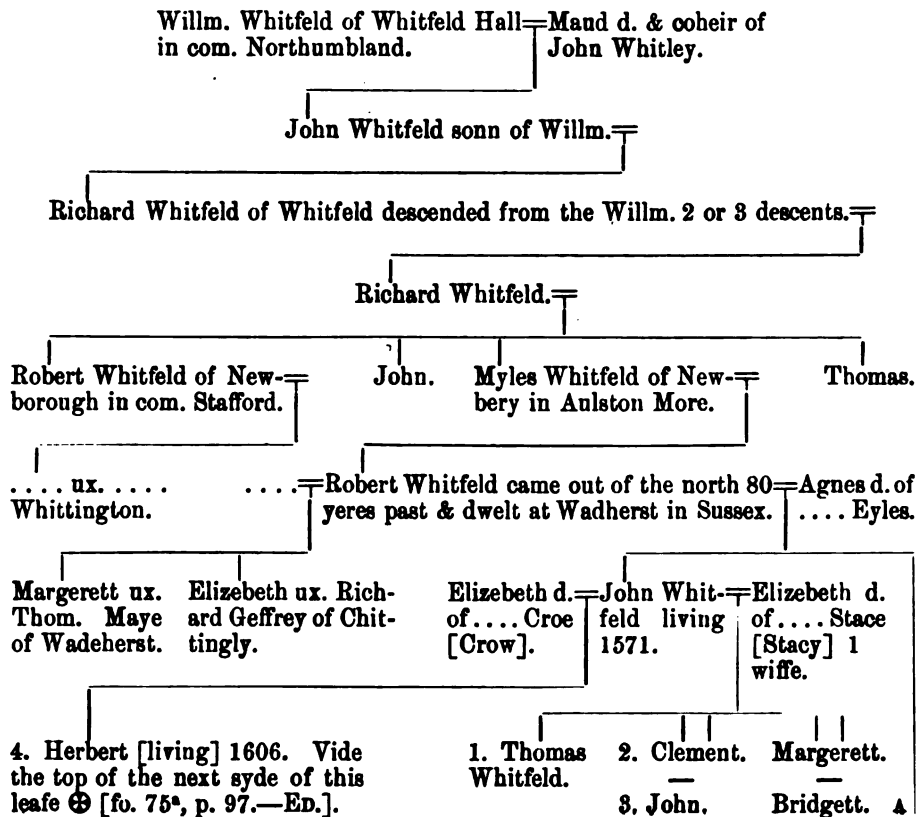 Willm. Whitfeld of Whitfeld Hall
in com. Northumbland.
Maud d. & coheir of
John Whitley.
John Whitfeld sonn of Willm.
Richard Whitfeld of Whitfeld descended from the Willm. 2 or 3 descents.
Richard Whitfeld.
Robert Whitfeld of New-
borough in com. Stafford.
John.
Myles Whitfeld of New-
bery in Aulston More.
Thomas.
.... ux. ....
Whittington.
....
Robert Whitfeld came out of the north 80
yeres past & dwelt at Wadherst in Sussex.
Agnes d. of
.... Eyles.
Margerett ux.
Thom. Maye
of Wadeherst.
Elizebeth ux. Rich-
ard Geffrey of Chit-
tingly.
Elizebeth d.
of .... Croe
[Crow].
John Whit-
feld living
1571.
Elizebeth d.
of .... Stace
[Stacy] 1
wiffe.
4. Herbert [living] 1606. Vide
the top of the next syde of this
leafe ⊕ [fo. 75ª, p. 97.—ED.].
1. Thomas
Whitfeld.
2. Clement.
3. John.
Margerett.
Bridgett.
A